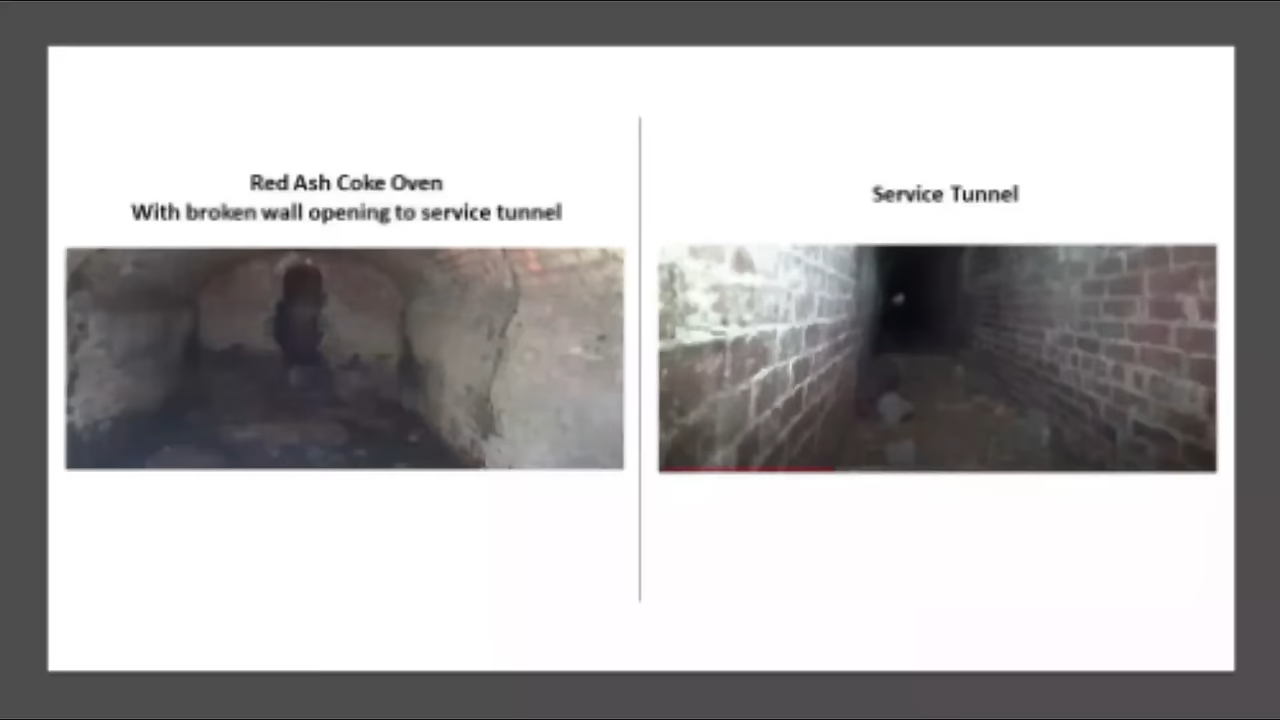 Red Ash Coke Oven
With broken wall opening to service tunnel
Service Tunnel